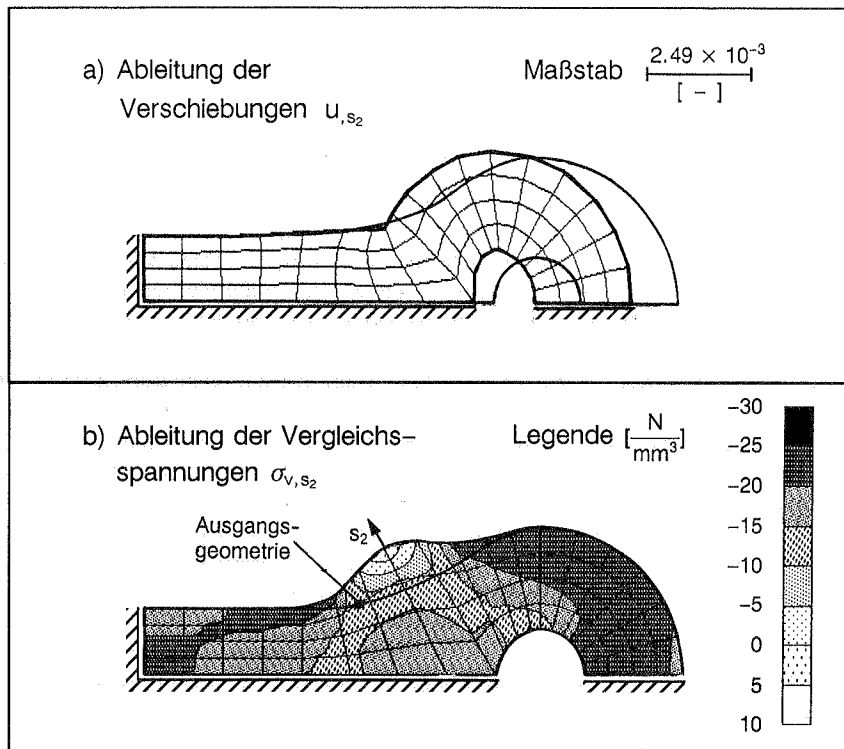 a) Ableitung der
Verschiebungen u,s₂
Maßstab 2.49 × 10⁻³
[ - ]
b) Ableitung der Vergleichs-
spannungen σv,s₂
Legende [N/mm³]
Ausgangs-
geometrie
s₂
-30
-25
-20
-15
-10
-5
0
5
10